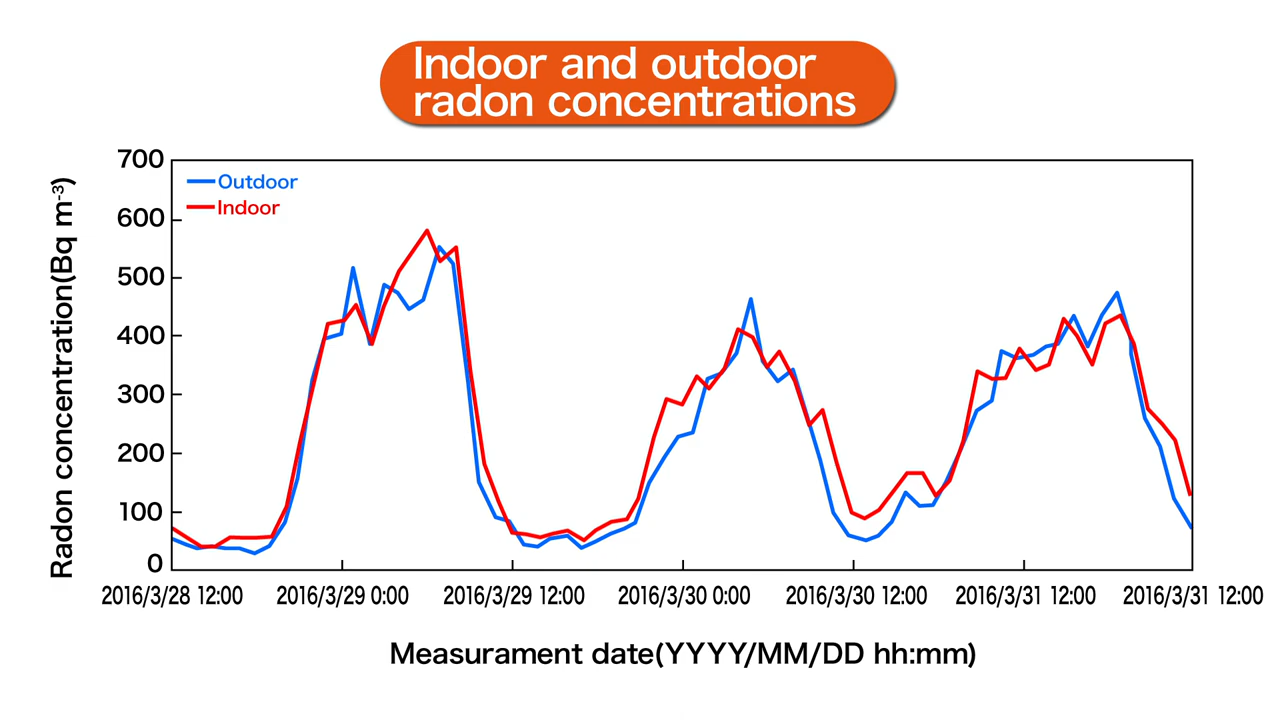 Indoor and outdoor
radon concentrations
Radon concentration(Bq m-3)
700
600
500
400
300
200
100
0
Outdoor
Indoor
2016/3/28 12:00 2016/3/29 0:00 2016/3/29 12:00 2016/3/30 0:00 2016/3/30 12:00 2016/3/31 12:00 2016/3/31 12:00
Measurament date(YYYY/MM/DD hh:mm)